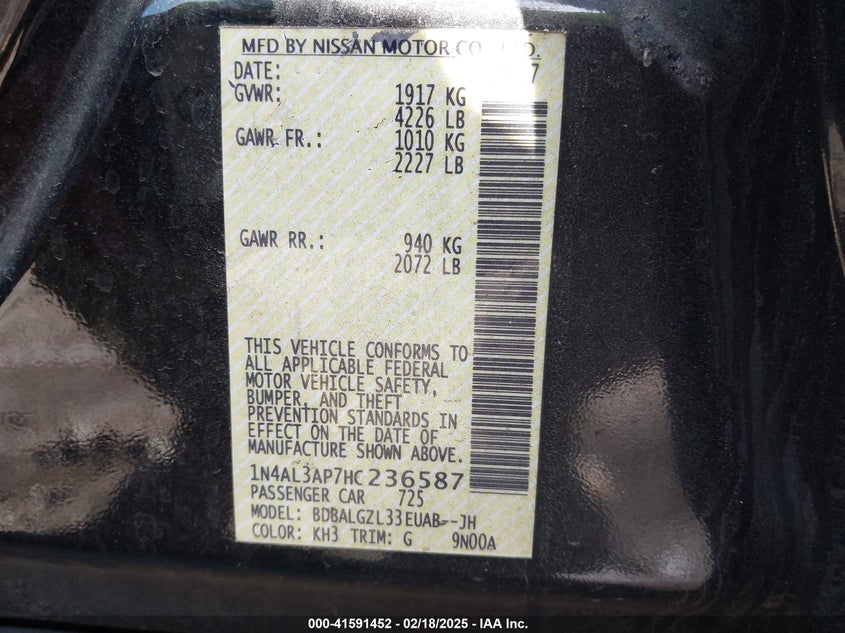 MFD BY NISSAN MOTOR CO., LTD.
DATE: 7
GVWR: 1917 KG
4226 LB
GAWR FR.: 1010 KG
2227 LB
GAWR RR.: 940 KG
2072 LB
THIS VEHICLE CONFORMS TO
ALL APPLICABLE FEDERAL
MOTOR VEHICLE SAFETY,
BUMPER, AND THEFT
PREVENTION STANDARDS IN
EFFECT ON THE DATE OF
MANUFACTURE SHOWN ABOVE.
1N4AL3AP7HC236587
PASSENGER CAR 725
MODEL: BDBALGZL33EUAB--JH
COLOR: KH3 TRIM: G 9N00A
000-41591452 - 02/18/2025 - IAA Inc.